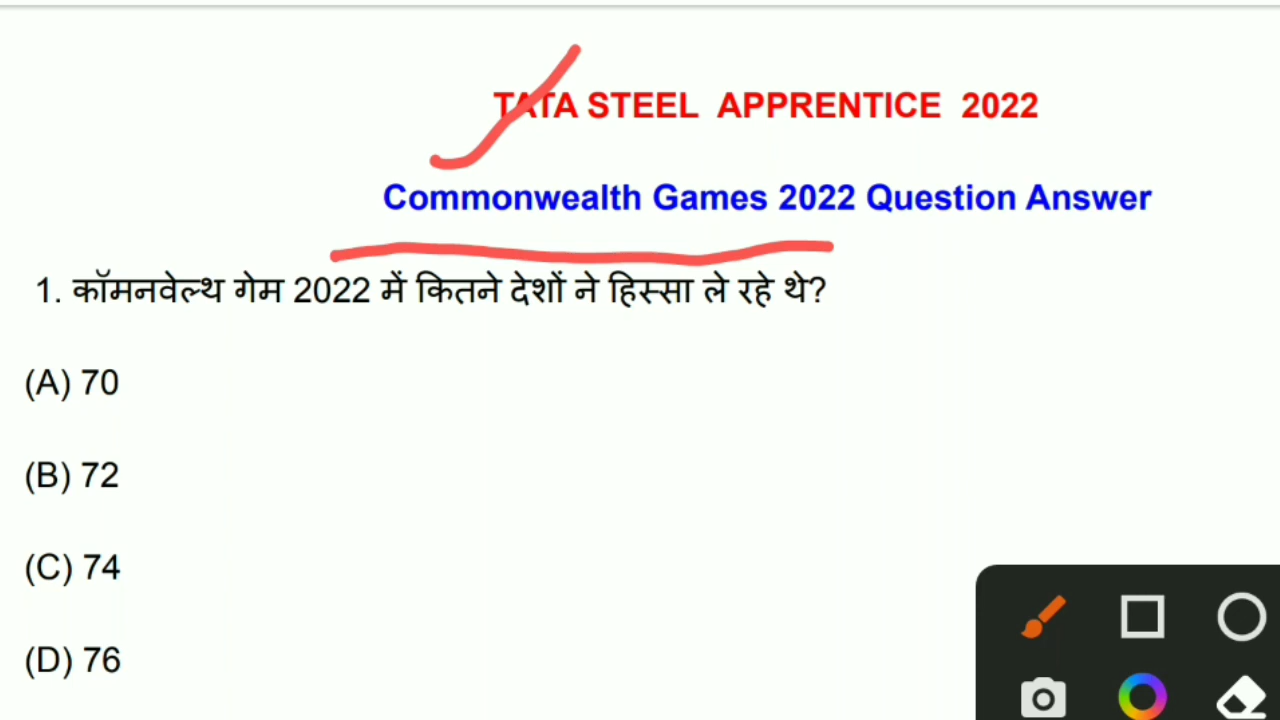 TATA STEEL APPRENTICE 2022
Commonwealth Games 2022 Question Answer
1. कॉमनवेल्थ गेम 2022 में कितने देशों ने हिस्सा ले रहे थे?
(A) 70
(B) 72
(C) 74
(D) 76